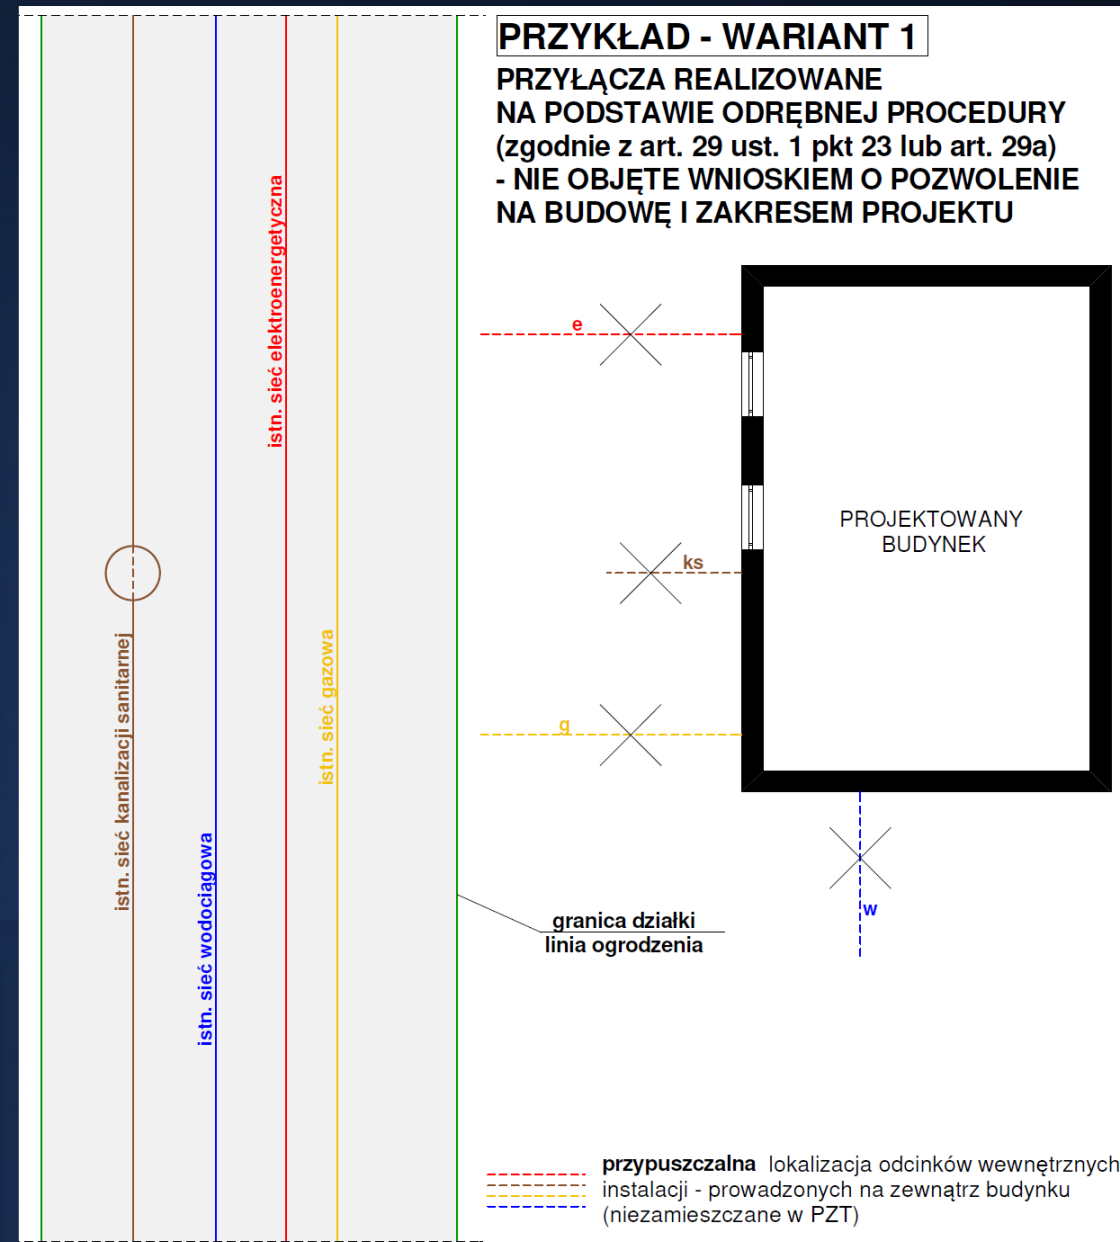 PRZYKŁAD - WARIANT 1
PRZYŁĄCZA REALIZOWANE
NA PODSTAWIE ODRĘBNEJ PROCEDURY
(zgodnie z art. 29 ust. 1 pkt 23 lub art. 29a)
- NIE OBJĘTE WNIOSKIEM O POZWOLENIE
NA BUDOWĘ I ZAKRESEM PROJEKTU
istn. sieć kanalizacji sanitarnej
istn. sieć wodociągowa
istn. sieć elektroenergetyczna
istn. sieć gazowa
e
ks
g
w
PROJEKTOWANY
BUDYNEK
granica działki
linia ogrodzenia
przypuszczalna lokalizacja odcinków wewnętrznych
instalacji - prowadzonych na zewnątrz budynku
(niezamieszczane w PZT)